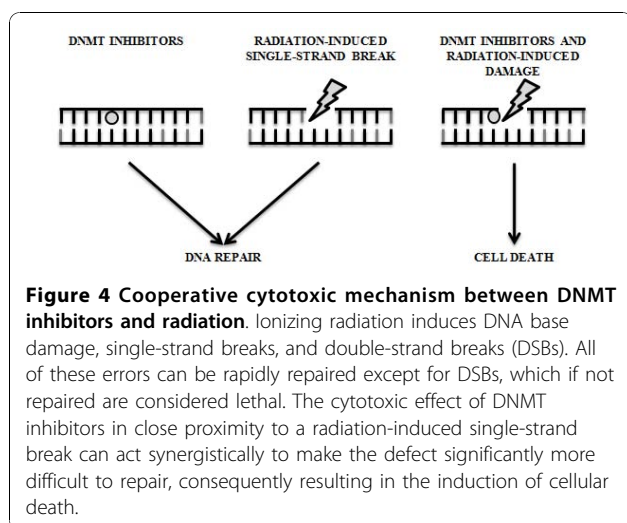 DNMT INHIBITORS
RADIATION-INDUCED
SINGLE-STRAND BREAK
DNMT INHIBITORS AND
RADIATION-INDUCED
DAMAGE
DNA REPAIR
CELL DEATH
Figure 4 Cooperative cytotoxic mechanism between DNMT
inhibitors and radiation. Ionizing radiation induces DNA base
damage, single-strand breaks, and double-strand breaks (DSBs). All
of these errors can be rapidly repaired except for DSBs, which if not
repaired are considered lethal. The cytotoxic effect of DNMT
inhibitors in close proximity to a radiation-induced single-strand
break can act synergistically to make the defect significantly more
difficult to repair, consequently resulting in the induction of cellular
death.